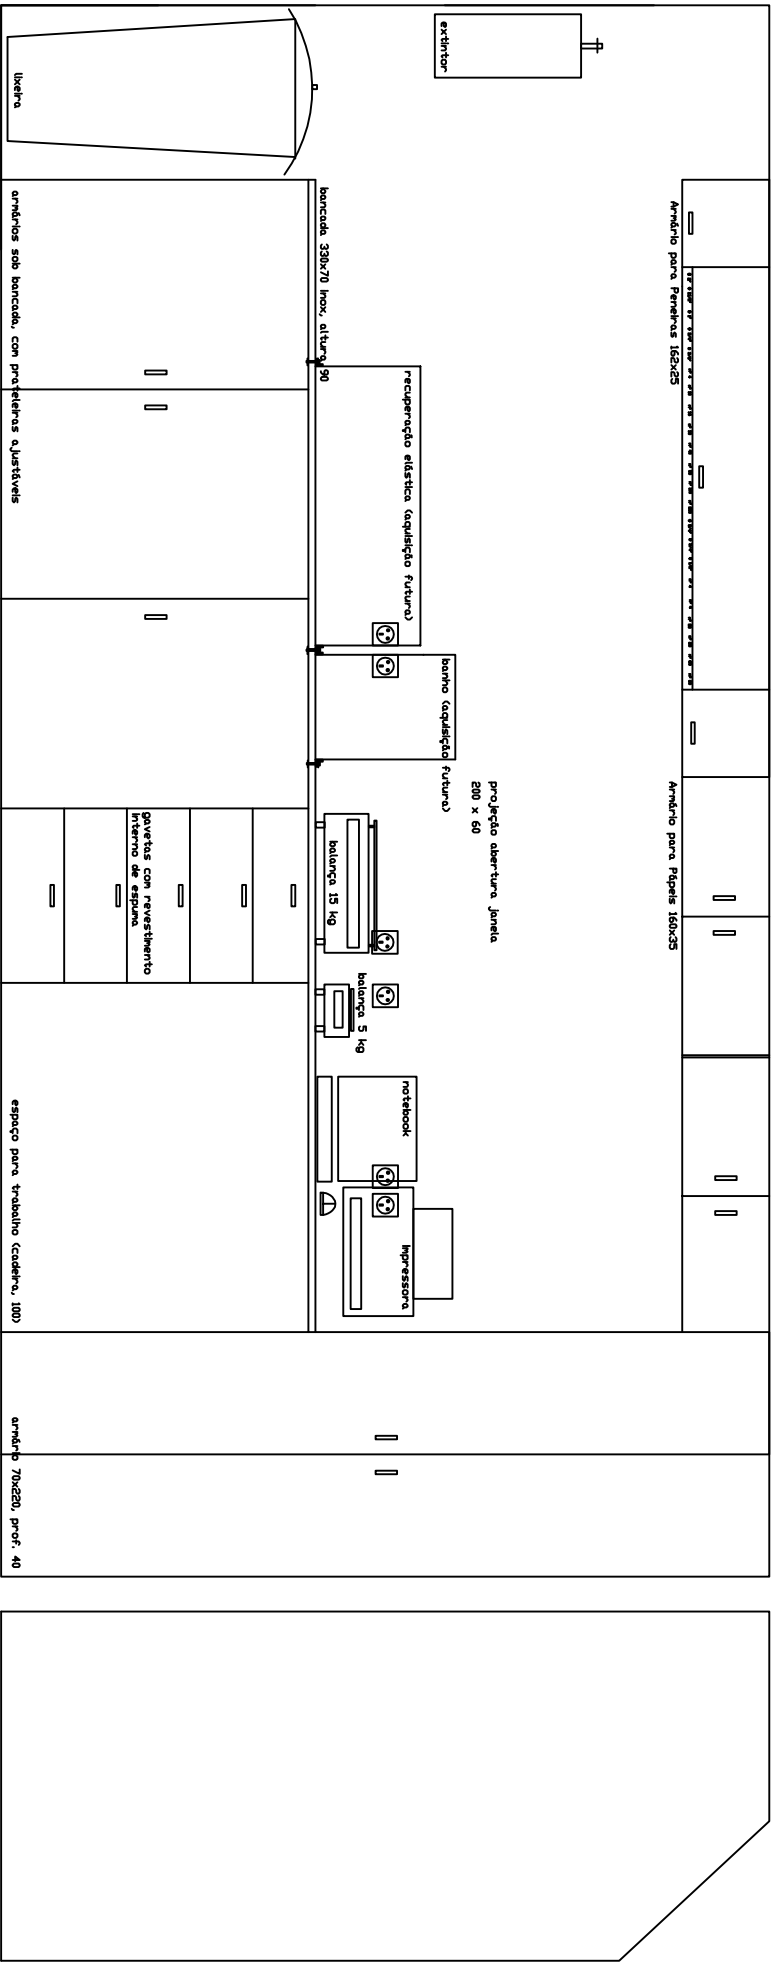 extintor
lixeira
Armário para Peneiras 162x25
Armário para Pápeis 160x35
projeção abertura janela
200 x 60
bancada 330x70 inox, altura 90
recuperação elástica (aquisição futura)
banho (aquisição futura)
balança 15 kg
balança 5 kg
notebook
impressora
gavetas com revestimento
interno de espuma
armários sob bancada, com prateleiras ajustáveis
espaço para trabalho (cadeira, 100)
armário 70x220, prof. 40